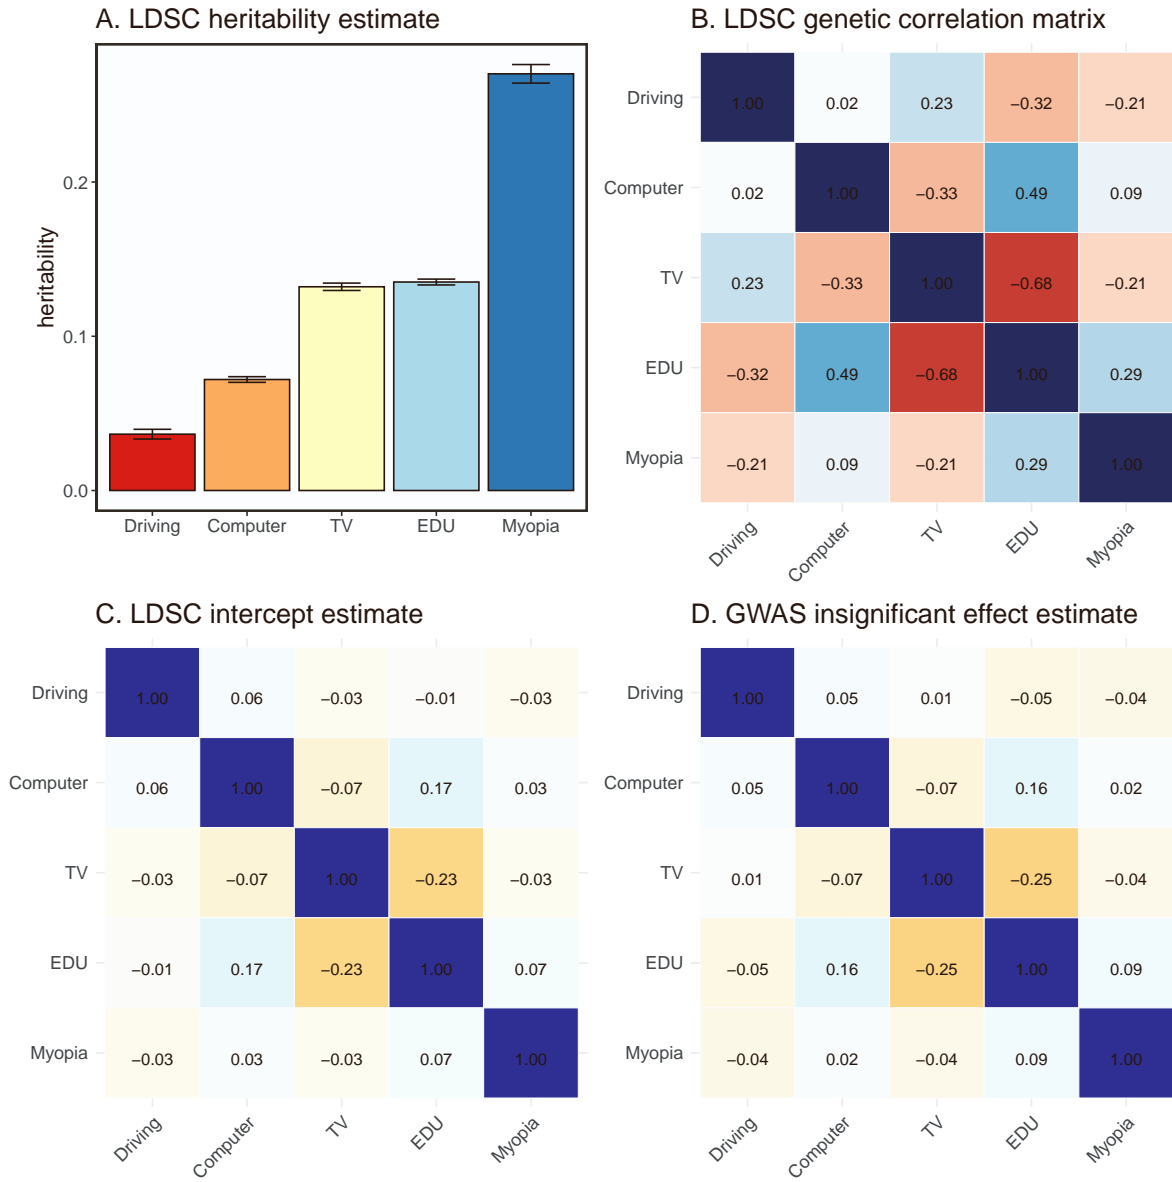 A. LDSC heritability estimate
heritability
0.2
0.1
0.0
Driving Computer TV EDU Myopia
B. LDSC genetic correlation matrix
Driving 1.00 0.02 0.23 −0.32 −0.21
Computer 0.02 1.00 −0.33 0.49 0.09
TV 0.23 −0.33 1.00 −0.68 −0.21
EDU −0.32 0.49 −0.68 1.00 0.29
Myopia −0.21 0.09 −0.21 0.29 1.00
Driving Computer TV EDU Myopia
C. LDSC intercept estimate
Driving 1.00 0.06 −0.03 −0.01 −0.03
Computer 0.06 1.00 −0.07 0.17 0.03
TV −0.03 −0.07 1.00 −0.23 −0.03
EDU −0.01 0.17 −0.23 1.00 0.07
Myopia −0.03 0.03 −0.03 0.07 1.00
Driving Computer TV EDU Myopia
D. GWAS insignificant effect estimate
Driving 1.00 0.05 0.01 −0.05 −0.04
Computer 0.05 1.00 −0.07 0.16 0.02
TV 0.01 −0.07 1.00 −0.25 −0.04
EDU −0.05 0.16 −0.25 1.00 0.09
Myopia −0.04 0.02 −0.04 0.09 1.00
Driving Computer TV EDU Myopia